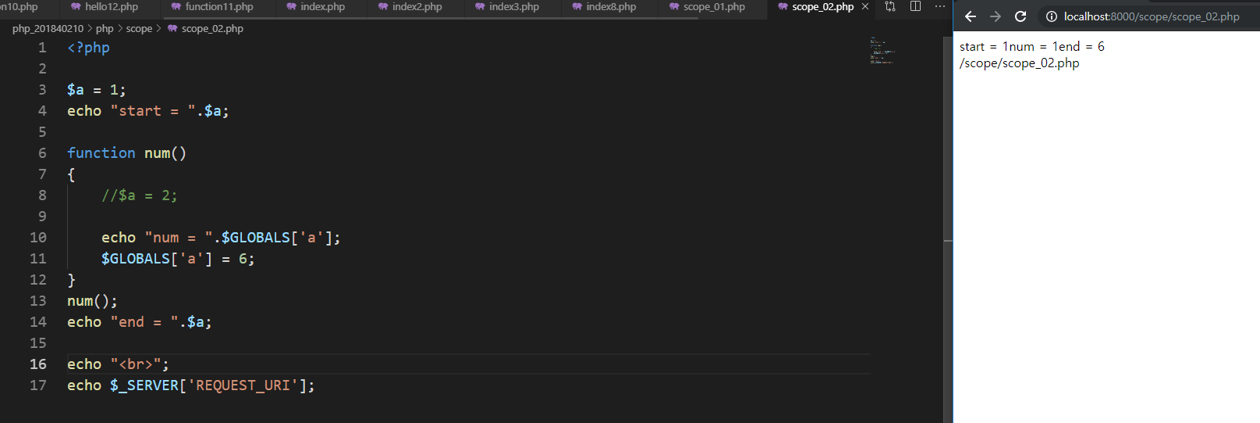 on10.php hello12.php function11.php index.php index2.php index3.php index8.php scope_01.php scope_02.php
php_201840210 > php > scope > scope_02.php
1 <?php
2
3 $a = 1;
4 echo "start = ".$a;
5
6 function num()
7 {
8 //$a = 2;
9
10 echo "num = ".$GLOBALS['a'];
11 $GLOBALS['a'] = 6;
12 }
13 num();
14 echo "end = ".$a;
15
16 echo "<br>";
17 echo $_SERVER['REQUEST_URI'];
localhost:8000/scope/scope_02.php
start = 1num = 1end = 6
/scope/scope_02.php